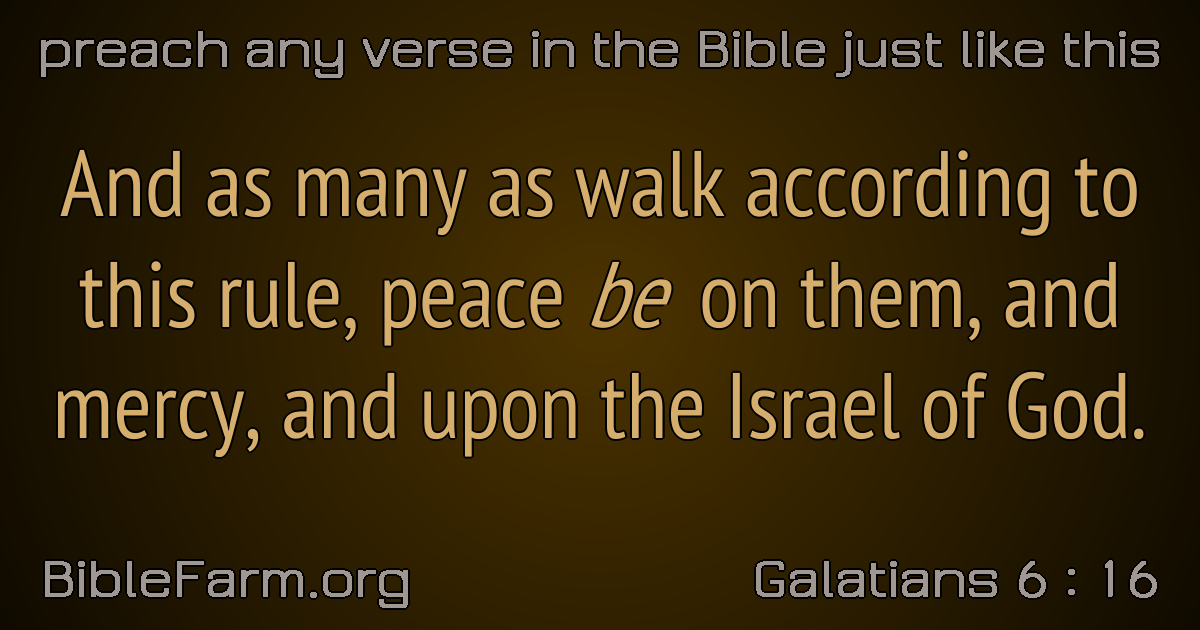 preach any verse in the Bible just like this
And as many as walk according to
this rule, peace be on them, and
mercy, and upon the Israel of God.
BibleFarm.org
Galatians 6 : 16